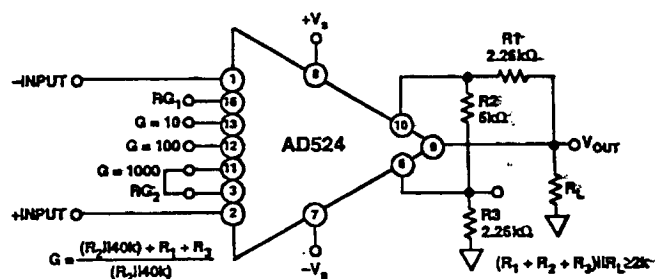 +Vs
R1
2.26kΩ
–INPUT
1
8
RG1
16
R2
5kΩ
G = 10
13
10
G = 100
12
AD524
9
VOUT
G = 1000
11
6
RG2
3
RL
+INPUT
2
7
R3
2.26kΩ
G = (R2||40k) + R1 + R3
(R2||40k)
–Vs
(R1 + R2 + R3)||RL ≥ 2k